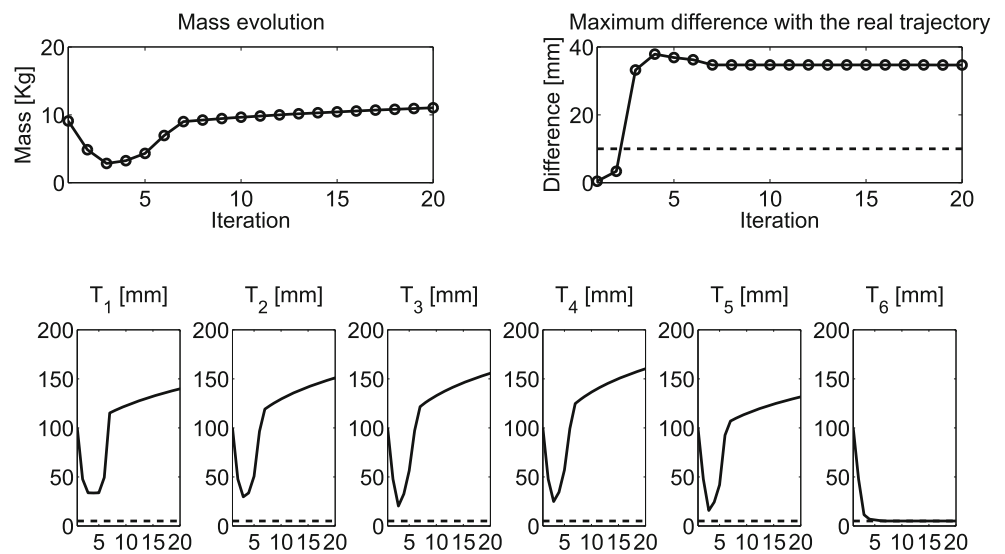 Mass evolution
Maximum difference with the real trajectory
Mass [Kg]
20
10
0
5 10 15 20
Iteration
Difference [mm]
40
20
0
5 10 15 20
Iteration
T1 [mm]
T2 [mm]
T3 [mm]
T4 [mm]
T5 [mm]
T6 [mm]
200
150
100
50
0
5 10 15 20
200
150
100
50
0
5 10 15 20
200
150
100
50
0
5 10 15 20
200
150
100
50
0
5 10 15 20
200
150
100
50
0
5 10 15 20
200
150
100
50
0
5 10 15 20